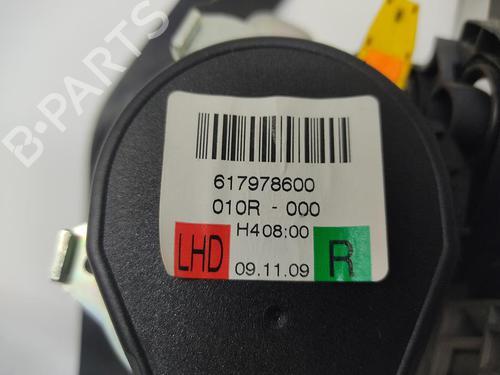 B-PARTS
617978600
010R - 000
H408:00
LHD
R
09.11.09